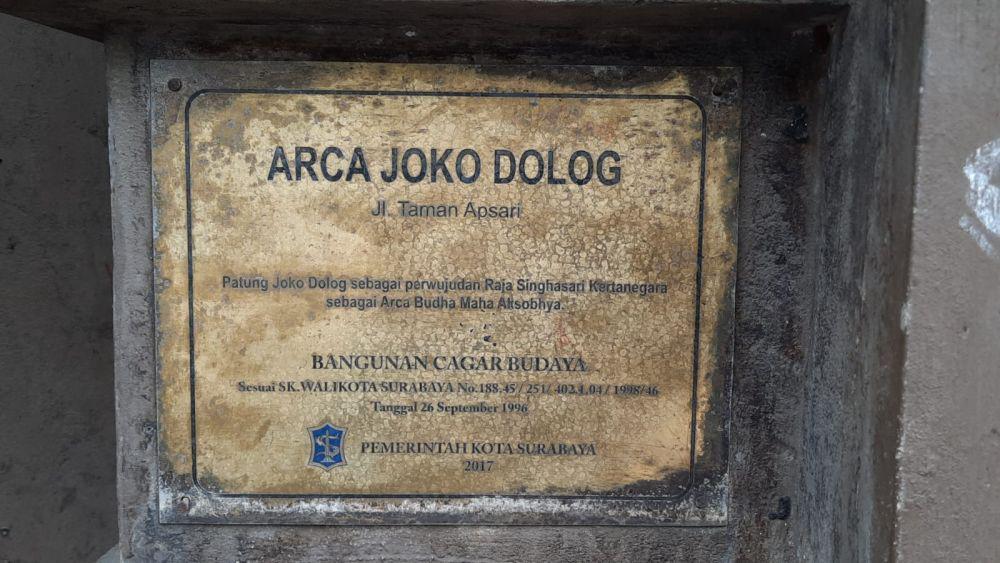 ARCA JOKO DOLOG
Jl. Taman Apsari
Patung Joko Dolog sebagai perwujudan Raja Singhasari Kertanegara
sebagai Arca Budha Maha Aksobhya.
BANGUNAN CAGAR BUDAYA
Sesuai SK.WALIKOTA SURABAYA No.188.45 / 251/ 402.1.04 / 1998/46
Tanggal 26 September 1996
PEMERINTAH KOTA SURABAYA
2017